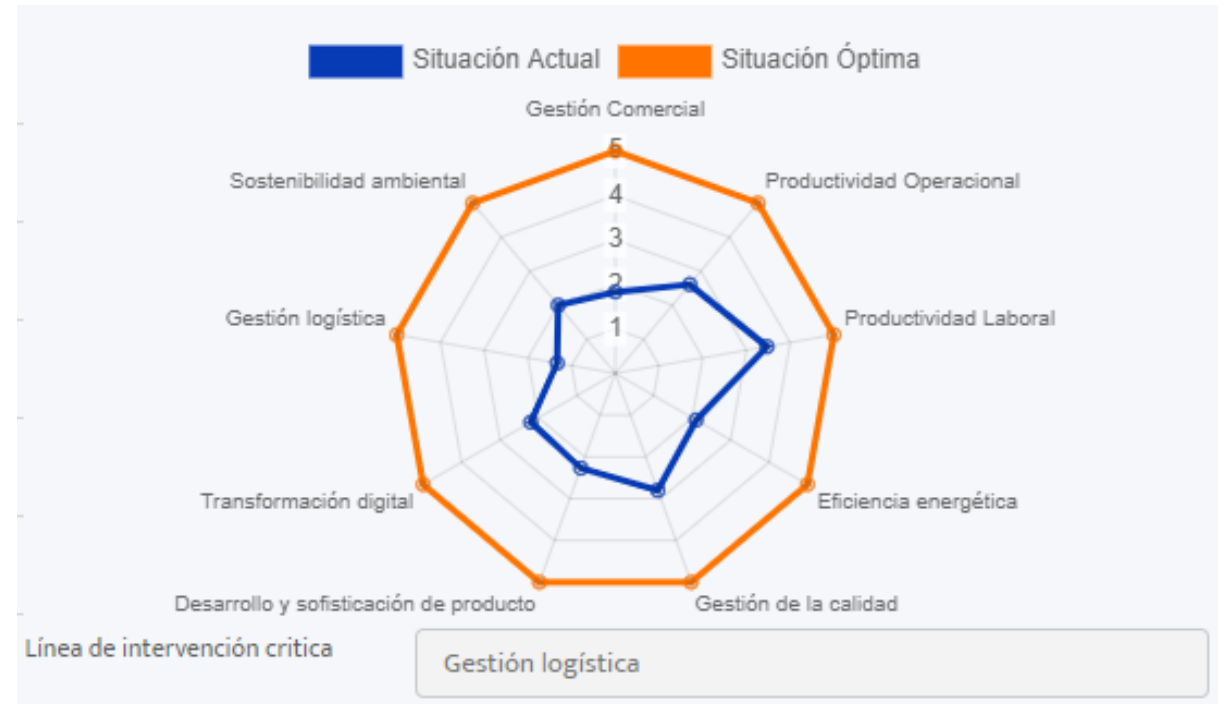 Situación Actual Situación Óptima
Gestión Comercial
5
Sostenibilidad ambiental Productividad Operacional
4
3
2
Gestión logística Productividad Laboral
1
Transformación digital Eficiencia energética
Desarrollo y sofisticación de producto Gestión de la calidad
Línea de intervención critica Gestión logística